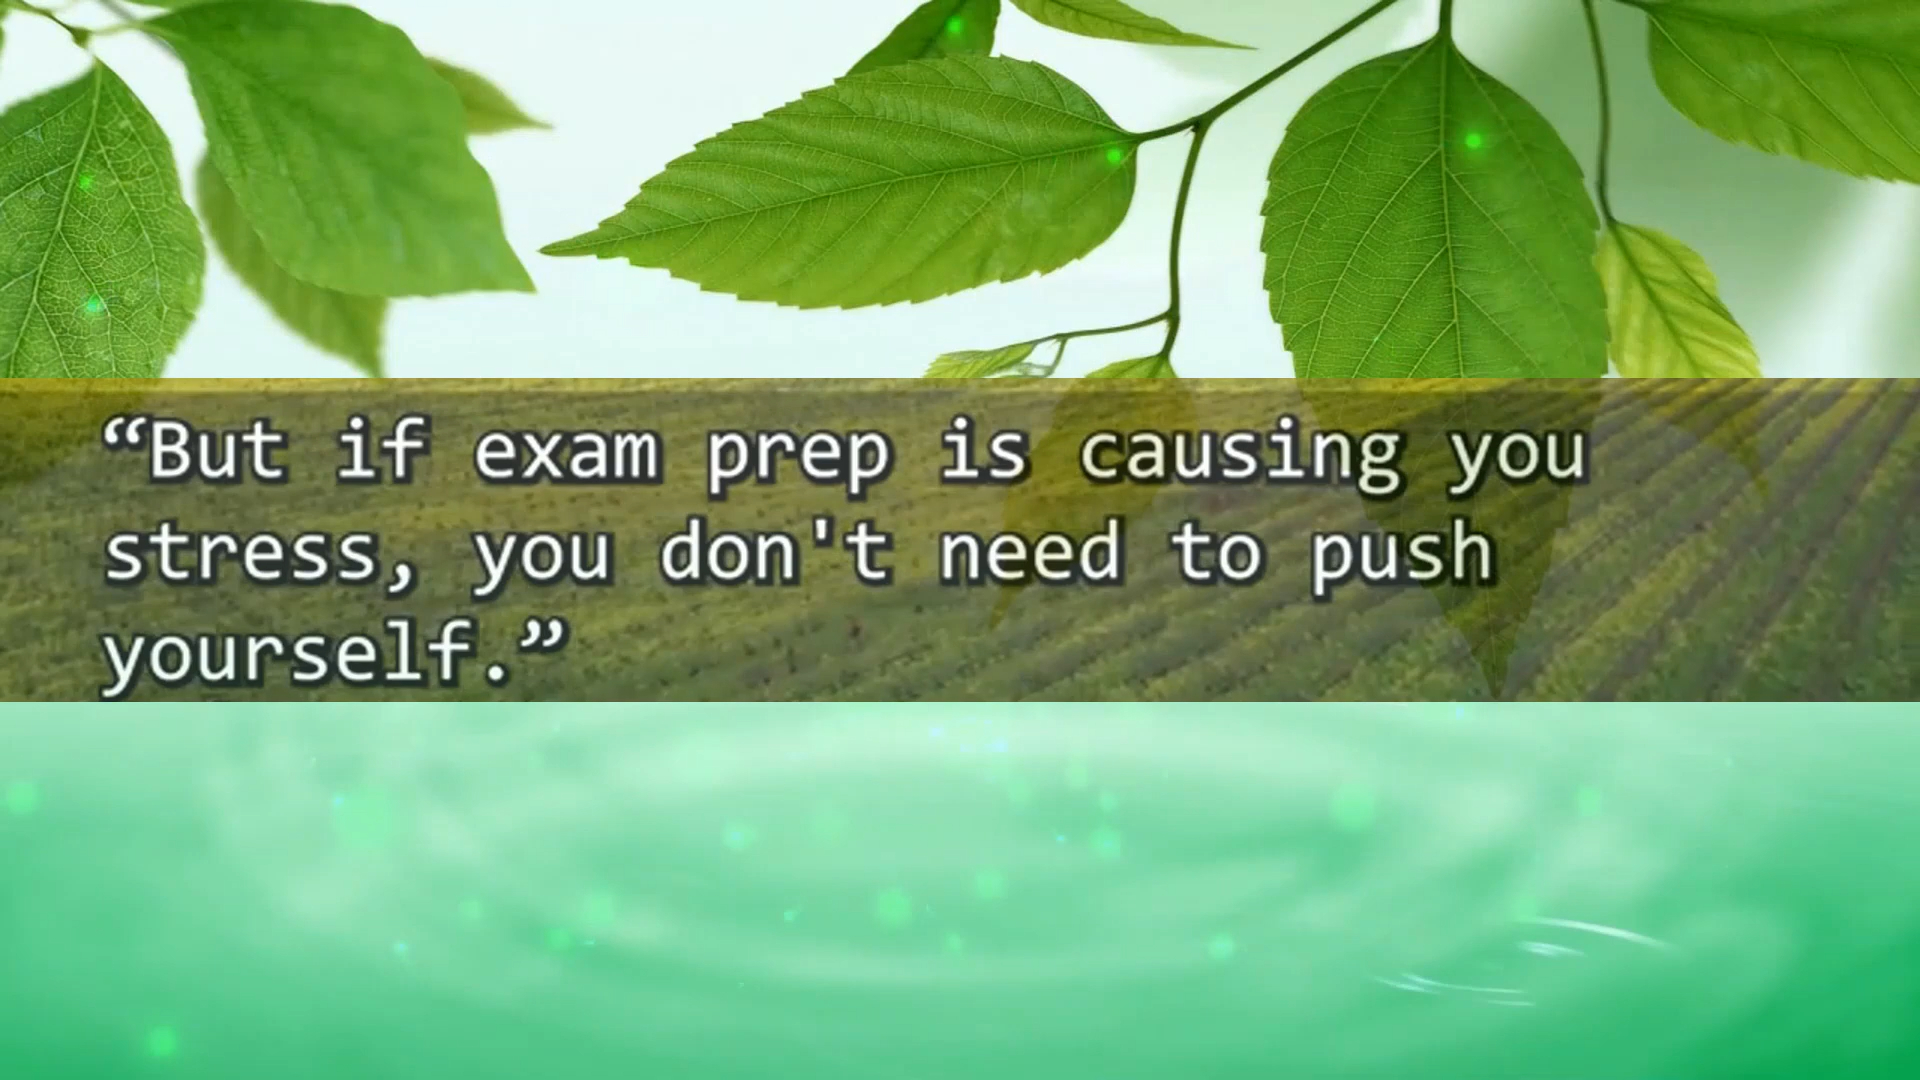 “But if exam prep is causing you
stress, you don't need to push
yourself.”